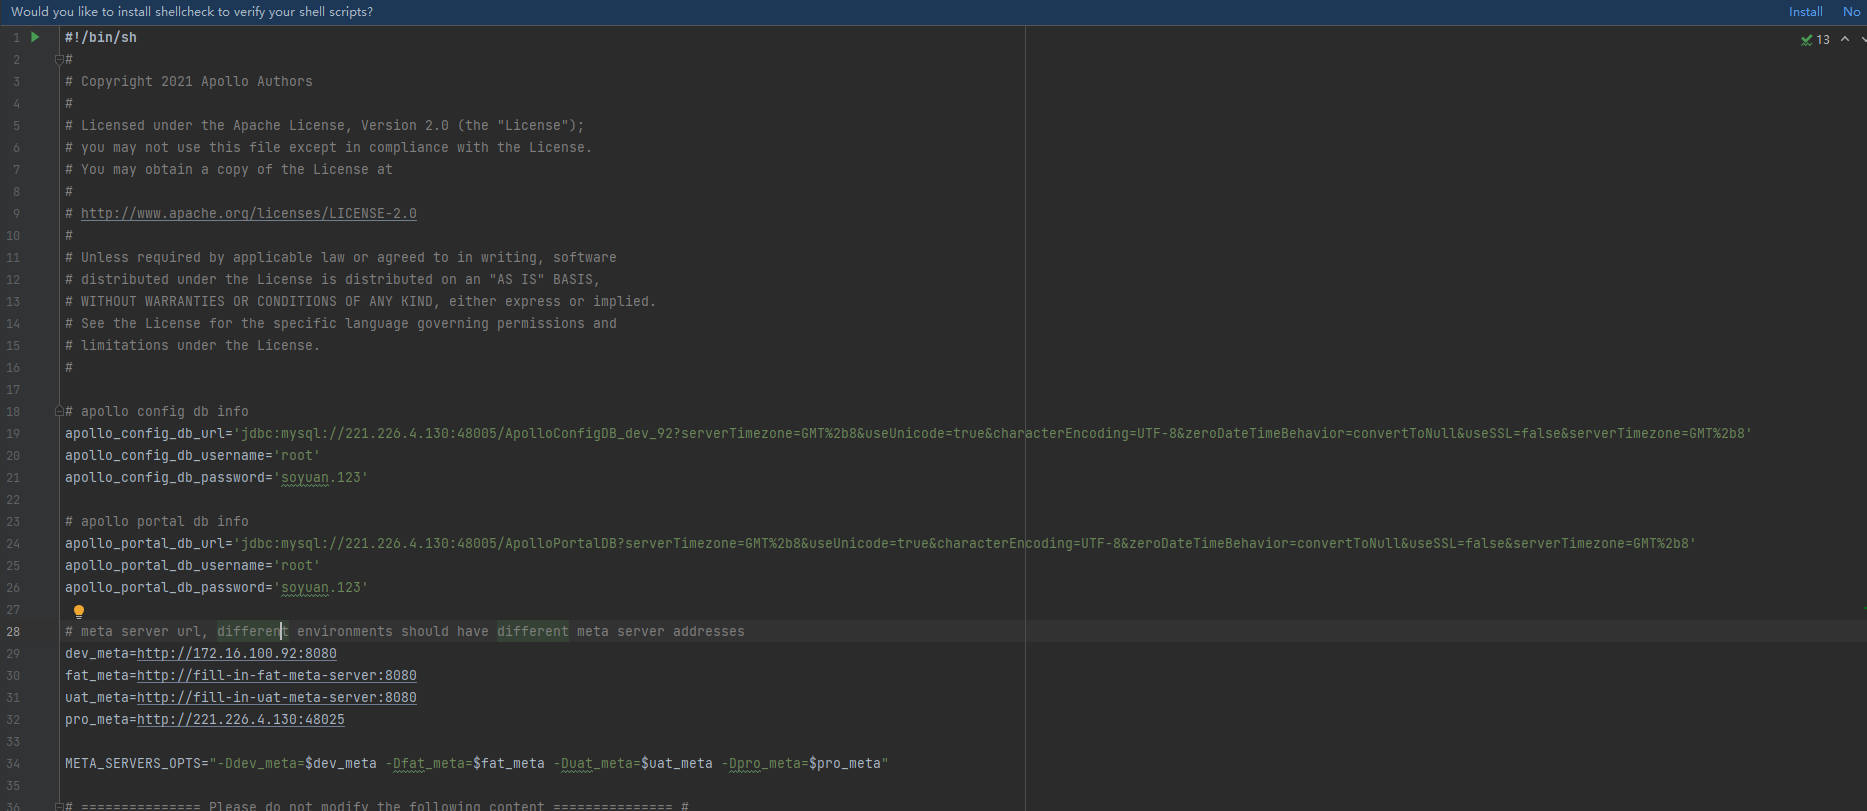 Would you like to install shellcheck to verify your shell scripts? Install No
13
1 #!/bin/sh
2 #
3 # Copyright 2021 Apollo Authors
4 #
5 # Licensed under the Apache License, Version 2.0 (the "License");
6 # you may not use this file except in compliance with the License.
7 # You may obtain a copy of the License at
8 #
9 # http://www.apache.org/licenses/LICENSE-2.0
10 #
11 # Unless required by applicable law or agreed to in writing, software
12 # distributed under the License is distributed on an "AS IS" BASIS,
13 # WITHOUT WARRANTIES OR CONDITIONS OF ANY KIND, either express or implied.
14 # See the License for the specific language governing permissions and
15 # limitations under the License.
16 #
17
18 # apollo config db info
19 apollo_config_db_url='jdbc:mysql://221.226.4.130:48005/ApolloConfigDB_dev_92?serverTimezone=GMT%2b8&useUnicode=true&characterEncoding=UTF-8&zeroDateTimeBehavior=convertToNull&useSSL=false&serverTimezone=GMT%2b8'
20 apollo_config_db_username='root'
21 apollo_config_db_password='soyuan.123'
22
23 # apollo portal db info
24 apollo_portal_db_url='jdbc:mysql://221.226.4.130:48005/ApolloPortalDB?serverTimezone=GMT%2b8&useUnicode=true&characterEncoding=UTF-8&zeroDateTimeBehavior=convertToNull&useSSL=false&serverTimezone=GMT%2b8'
25 apollo_portal_db_username='root'
26 apollo_portal_db_password='soyuan.123'
27
28 # meta server url, different environments should have different meta server addresses
29 dev_meta=http://172.16.100.92:8080
30 fat_meta=http://fill-in-fat-meta-server:8080
31 uat_meta=http://fill-in-uat-meta-server:8080
32 pro_meta=http://221.226.4.130:48025
33
34 META_SERVERS_OPTS="-Ddev_meta=$dev_meta -Dfat_meta=$fat_meta -Duat_meta=$uat_meta -Dpro_meta=$pro_meta"
35
36 # =============== Please do not modify the following content =============== #